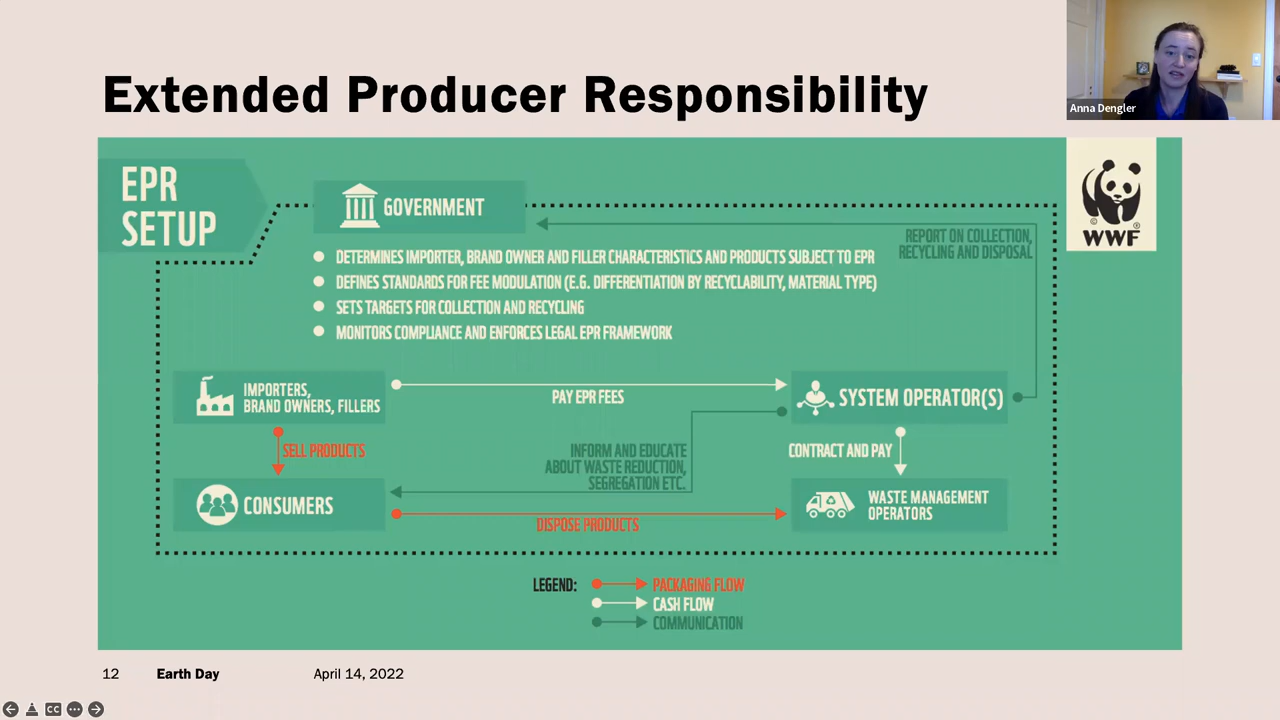 Extended Producer Responsibility
Anna Dengler
EPR
SETUP
GOVERNMENT
WWF
REPORT ON COLLECTION,
RECYCLING AND DISPOSAL
DETERMINES IMPORTER, BRAND OWNER AND FILLER CHARACTERISTICS AND PRODUCTS SUBJECT TO EPR
DEFINES STANDARDS FOR FEE MODULATION (E.G. DIFFERENTIATION BY RECYCLABILITY, MATERIAL TYPE)
SETS TARGETS FOR COLLECTION AND RECYCLING
MONITORS COMPLIANCE AND ENFORCES LEGAL EPR FRAMEWORK
IMPORTERS,
BRAND OWNERS, FILLERS
PAY EPR FEES
SYSTEM OPERATOR(S)
SELL PRODUCTS
INFORM AND EDUCATE
ABOUT WASTE REDUCTION,
SEGREGATION ETC.
CONTRACT AND PAY
CONSUMERS
DISPOSE PRODUCTS
WASTE MANAGEMENT
OPERATORS
LEGEND:
PACKAGING FLOW
CASH FLOW
COMMUNICATION
12 Earth Day April 14, 2022
CC